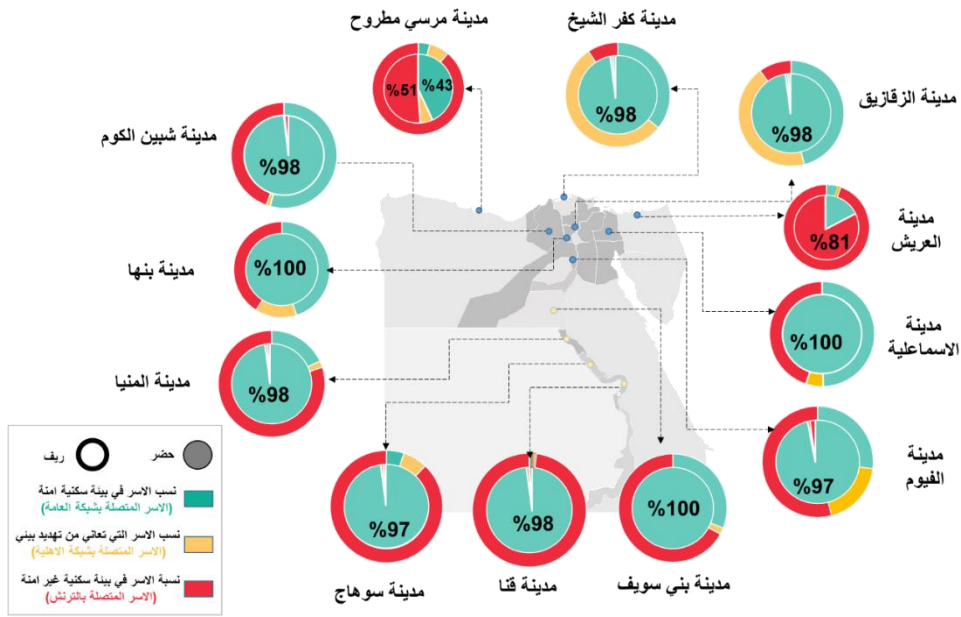 مدينة مرسي مطروح
%51
%43
مدينة كفر الشيخ
%98
مدينة الزقازيق
%98
مدينة شبين الكوم
%98
مدينة
العريش
%81
مدينة بنها
%100
مدينة
الاسماعلية
%100
مدينة المنيا
%98
مدينة
الفيوم
%97
مدينة سوهاج
%97
مدينة قنا
%98
مدينة بني سويف
%100
حضر
ريف
نسب الاسر في بيئة سكنية امنة
(الاسر المتصلة بشبكة العامة)
نسب الاسر التي تعاني من تهديد بيئي
(الاسر المتصلة بشبكة الاهلية)
نسبة الاسر في بيئة سكنية غير امنة
(الاسر المتصلة بالترنش)